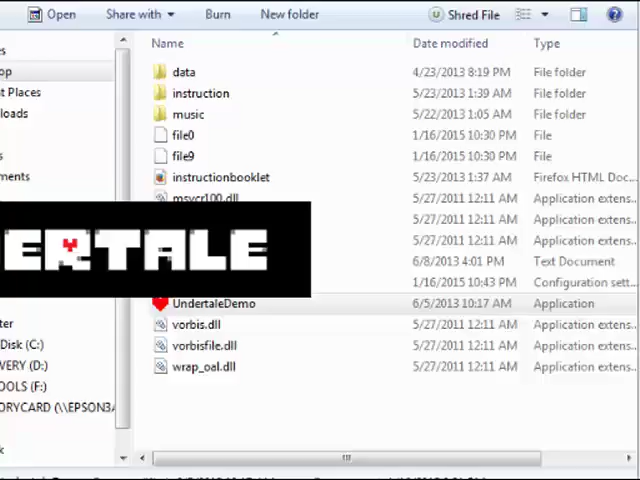 Open Share with Burn New folder Shred File
Name Date modified Type
data 4/23/2013 8:19 PM File folder
instruction 5/23/2013 1:39 AM File folder
music 5/22/2013 1:05 AM File folder
file0 1/16/2015 10:30 PM File
file9 1/16/2015 10:30 PM File
instructionbooklet 5/23/2013 1:37 AM Firefox HTML Doc...
msvcr100.dll 5/27/2011 12:11 AM Application extens...
5/27/2011 12:11 AM Application extens...
5/27/2011 12:11 AM Application extens...
6/8/2013 4:01 PM Text Document
1/16/2015 10:43 PM Configuration sett...
UndertaleDemo 6/5/2013 10:17 AM Application
vorbis.dll 5/27/2011 12:11 AM Application extens...
vorbisfile.dll 5/27/2011 12:11 AM Application extens...
wrap_oal.dll 5/27/2011 12:11 AM Application extens...
es
op
t Places
loads
s
ments
ERTALE
ter
Disk (C:)
VERY (D:)
OOLS (F:)
ORYCARD (\\EPSON3A
k